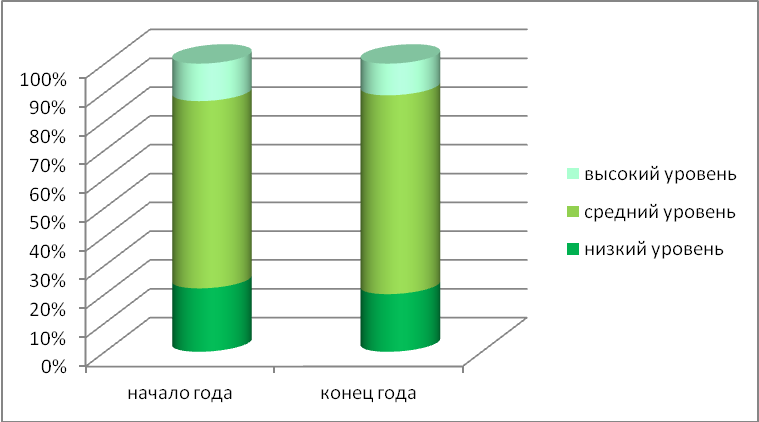 100%
90%
80%
70%
60%
50%
40%
30%
20%
10%
0%
начало года
конец года
высокий уровень
средний уровень
низкий уровень